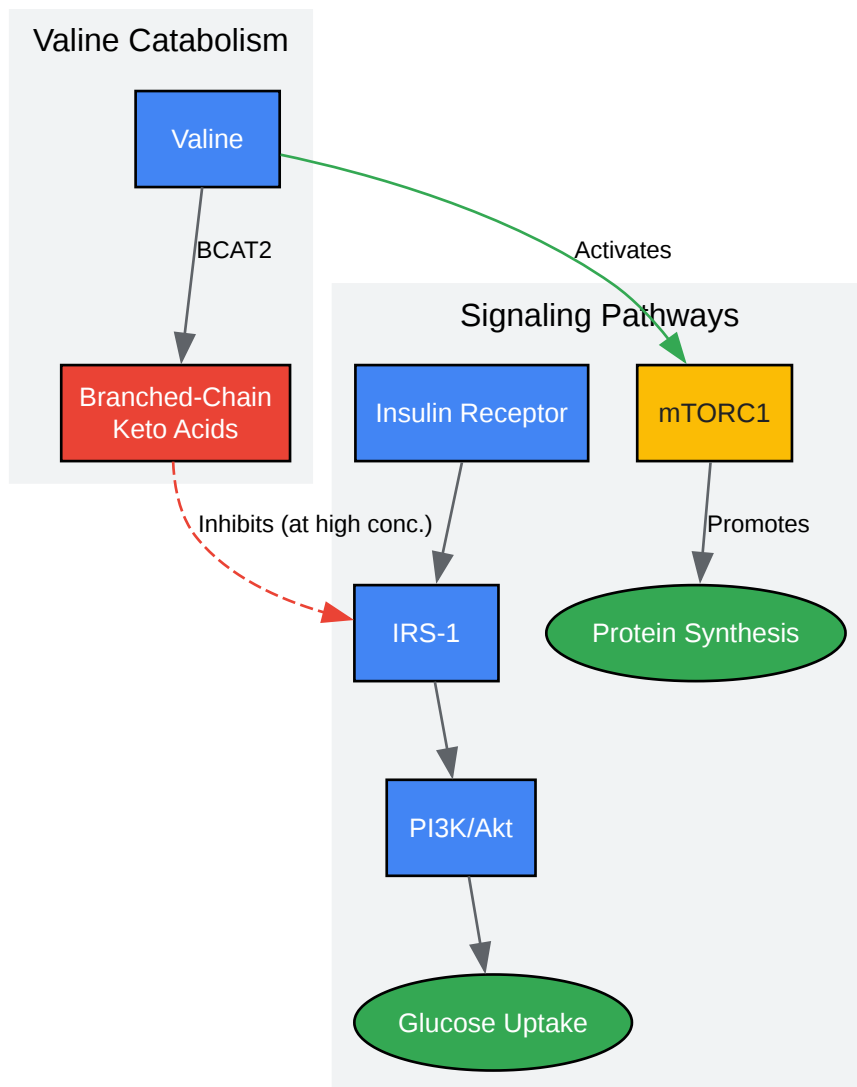 Valine Catabolism
Valine
BCAT2
Activates
Signaling Pathways
Branched-Chain
Keto Acids
Insulin Receptor
mTORC1
Inhibits (at high conc.)
Promotes
IRS-1
Protein Synthesis
PI3K/Akt
Glucose Uptake